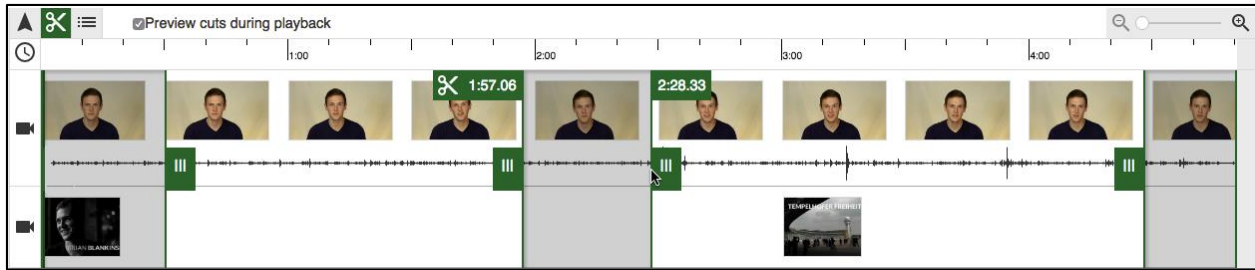 Preview cuts during playback
1:00
2:00
3:00
4:00
1:57.06
2:28.33
TEMPELHOFER FREIHEIT
BLANKINS